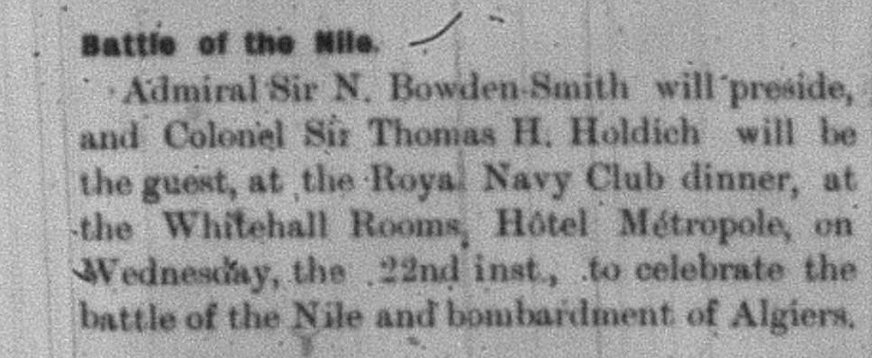 Battle of the Nile.
Admiral Sir N. Bowden-Smith will preside,
and Colonel Sir Thomas H. Holdich will be
the guest, at the Royal Navy Club dinner, at
the Whitehall Rooms, Hôtel Métropole, on
Wednesday, the 22nd inst., to celebrate the
battle of the Nile and bombardment of Algiers.